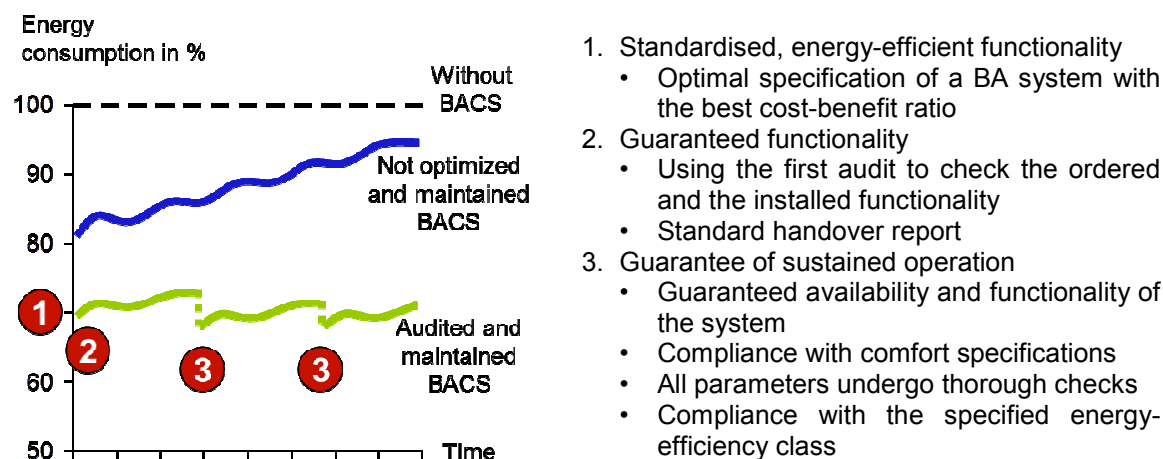 Energy
consumption in %
100
90
80
60
50
Without
BACS
Not optimized
and maintained
BACS
Audited and
maintained
BACS
Time
1
2
3
3
1. Standardised, energy-efficient functionality
• Optimal specification of a BA system with
the best cost-benefit ratio
2. Guaranteed functionality
• Using the first audit to check the ordered
and the installed functionality
• Standard handover report
3. Guarantee of sustained operation
• Guaranteed availability and functionality of
the system
• Compliance with comfort specifications
• All parameters undergo thorough checks
• Compliance with the specified energy-
efficiency class